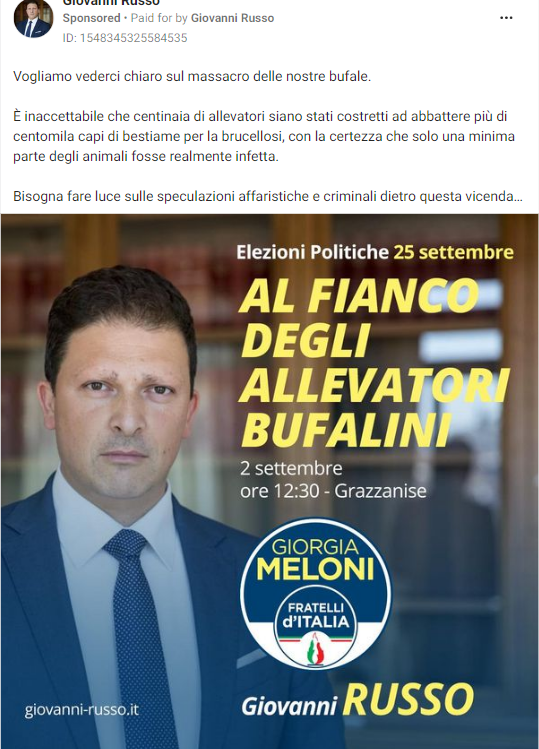 Giovanni Russo
Sponsored • Paid for by Giovanni Russo
ID: 1548345325584535
Vogliamo vederci chiaro sul massacro delle nostre bufale.
È inaccettabile che centinaia di allevatori siano stati costretti ad abbattere più di
centomila capi di bestiame per la brucellosi, con la certezza che solo una minima
parte degli animali fosse realmente infetta.
Bisogna fare luce sulle speculazioni affaristiche e criminali dietro questa vicenda...
Elezioni Politiche 25 settembre
AL FIANCO
DEGLI
ALLEVATORI
BUFALINI
2 settembre
ore 12:30 - Grazzanise
GIORGIA
MELONI
FRATELLI
d'ITALIA
Giovanni RUSSO
giovanni-russo.it